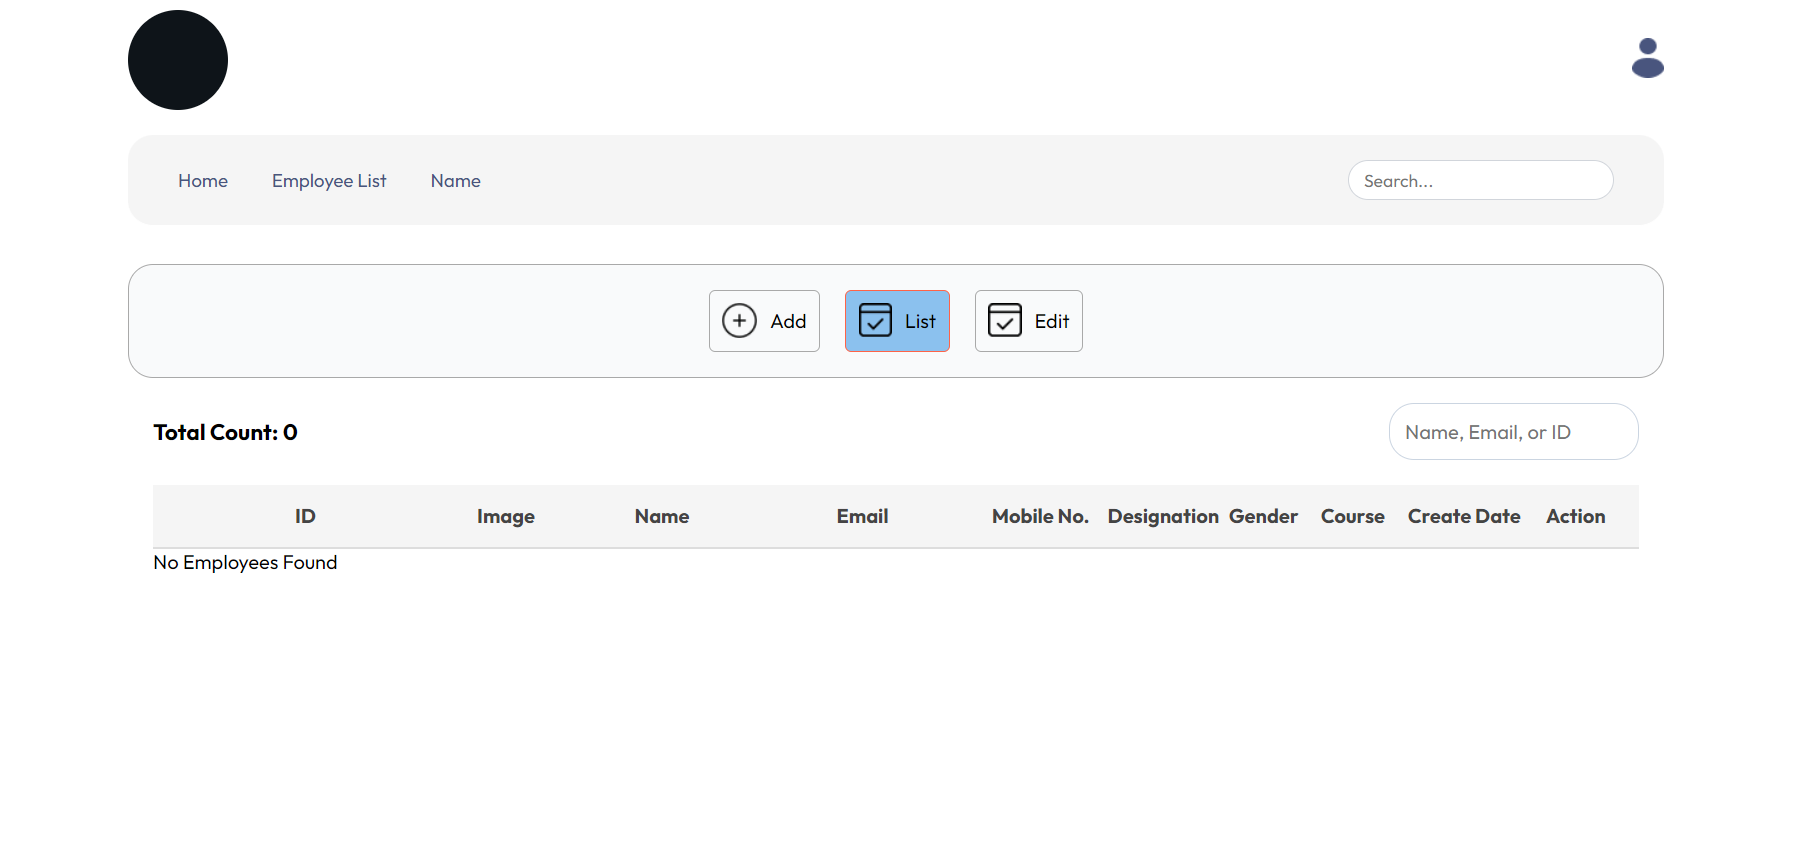 Home Employee List Name Search...
Add List Edit
Total Count: 0 Name, Email, or ID
ID Image Name Email Mobile No. Designation Gender Course Create Date Action
No Employees Found